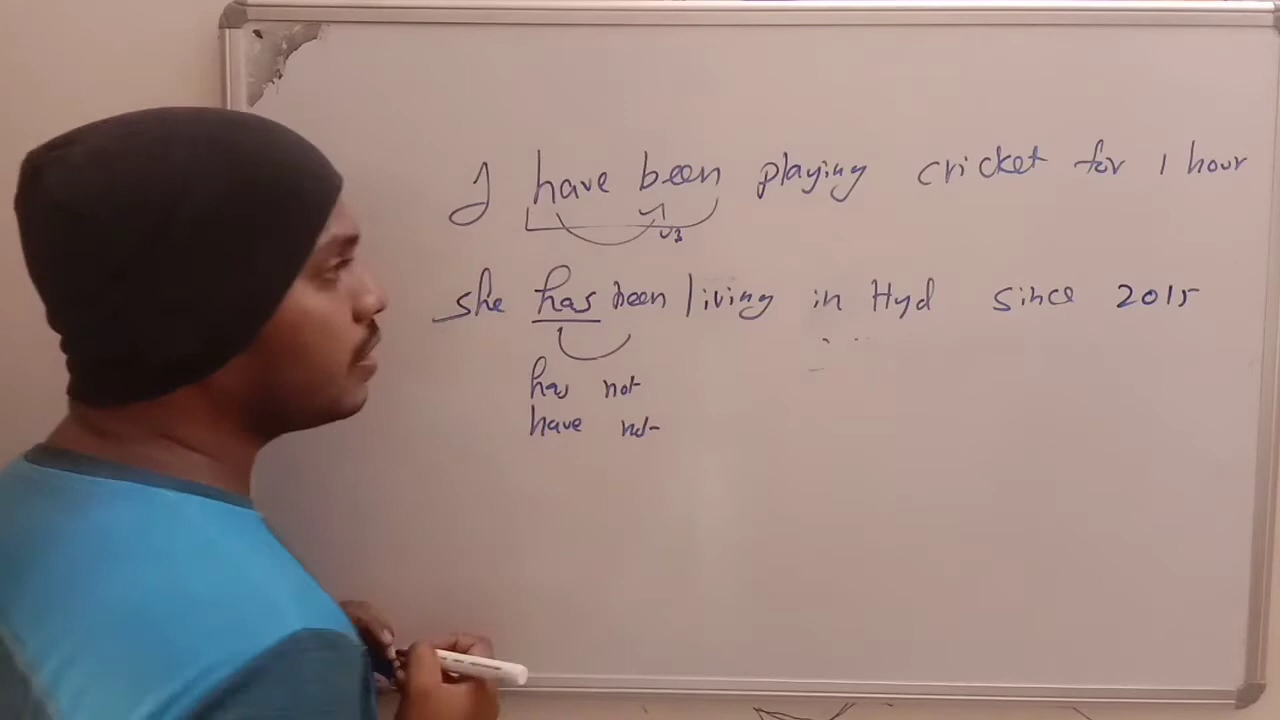 I have been playing cricket for 1 hour
v3
she has been living in Hyd since 2015
has not
have not